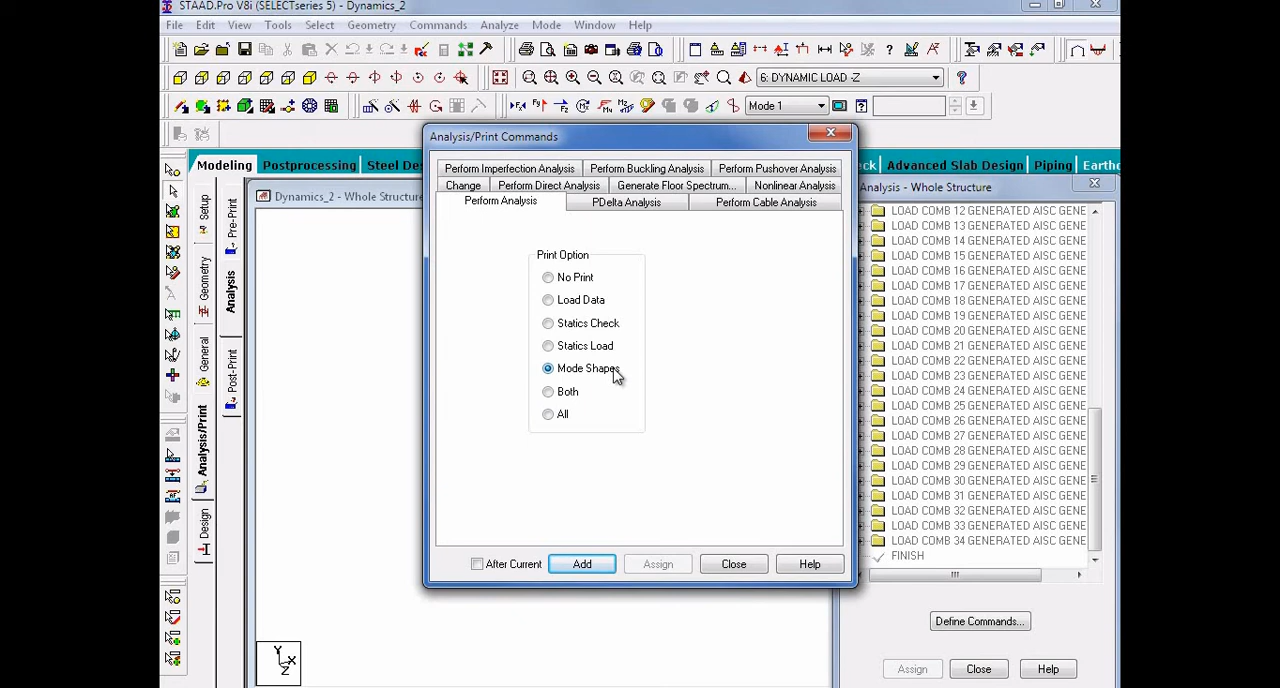 STAAD.Pro V8i (SELECTseries 5) - Dynamics_2
File Edit View Tools Select Geometry Commands Analyze Mode Window Help
6: DYNAMIC LOAD -Z
Mode 1
Modeling Postprocessing Steel De
ck Advanced Slab Design Piping Earthq
Dynamics_2 - Whole Structure
Analysis - Whole Structure
Setup
Geometry
General
Analysis/Print
Design
Pre-Print
Analysis
Post-Print
Analysis/Print Commands
Perform Imperfection Analysis Perform Buckling Analysis Perform Pushover Analysis
Change Perform Direct Analysis Generate Floor Spectrum... Nonlinear Analysis
Perform Analysis PDelta Analysis Perform Cable Analysis
Print Option
No Print
Load Data
Statics Check
Statics Load
Mode Shapes
Both
All
After Current Add Assign Close Help
LOAD COMB 12 GENERATED AISC GENE
LOAD COMB 13 GENERATED AISC GENE
LOAD COMB 14 GENERATED AISC GENE
LOAD COMB 15 GENERATED AISC GENE
LOAD COMB 16 GENERATED AISC GENE
LOAD COMB 17 GENERATED AISC GENE
LOAD COMB 18 GENERATED AISC GENE
LOAD COMB 19 GENERATED AISC GENE
LOAD COMB 20 GENERATED AISC GENE
LOAD COMB 21 GENERATED AISC GENE
LOAD COMB 22 GENERATED AISC GENE
LOAD COMB 23 GENERATED AISC GENE
LOAD COMB 24 GENERATED AISC GENE
LOAD COMB 25 GENERATED AISC GENE
LOAD COMB 26 GENERATED AISC GENE
LOAD COMB 27 GENERATED AISC GENE
LOAD COMB 28 GENERATED AISC GENE
LOAD COMB 29 GENERATED AISC GENE
LOAD COMB 30 GENERATED AISC GENE
LOAD COMB 31 GENERATED AISC GENE
LOAD COMB 32 GENERATED AISC GENE
LOAD COMB 33 GENERATED AISC GENE
LOAD COMB 34 GENERATED AISC GENE
FINISH
Define Commands...
Assign Close Help
Y
X
Z